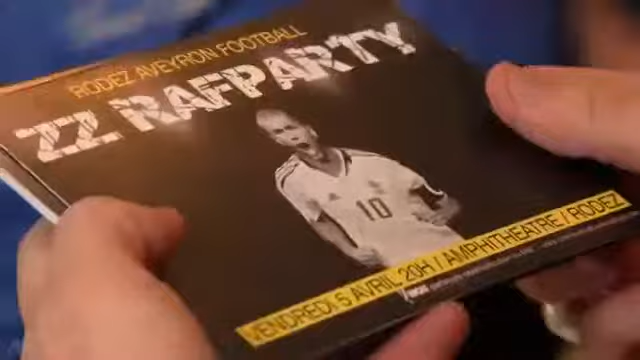 RODEZ AVEYRON FOOTBALL
ZZ RAFPARTY
10
VENDREDI 5 AVRIL 20H / AMPHITHEATRE / RODEZ